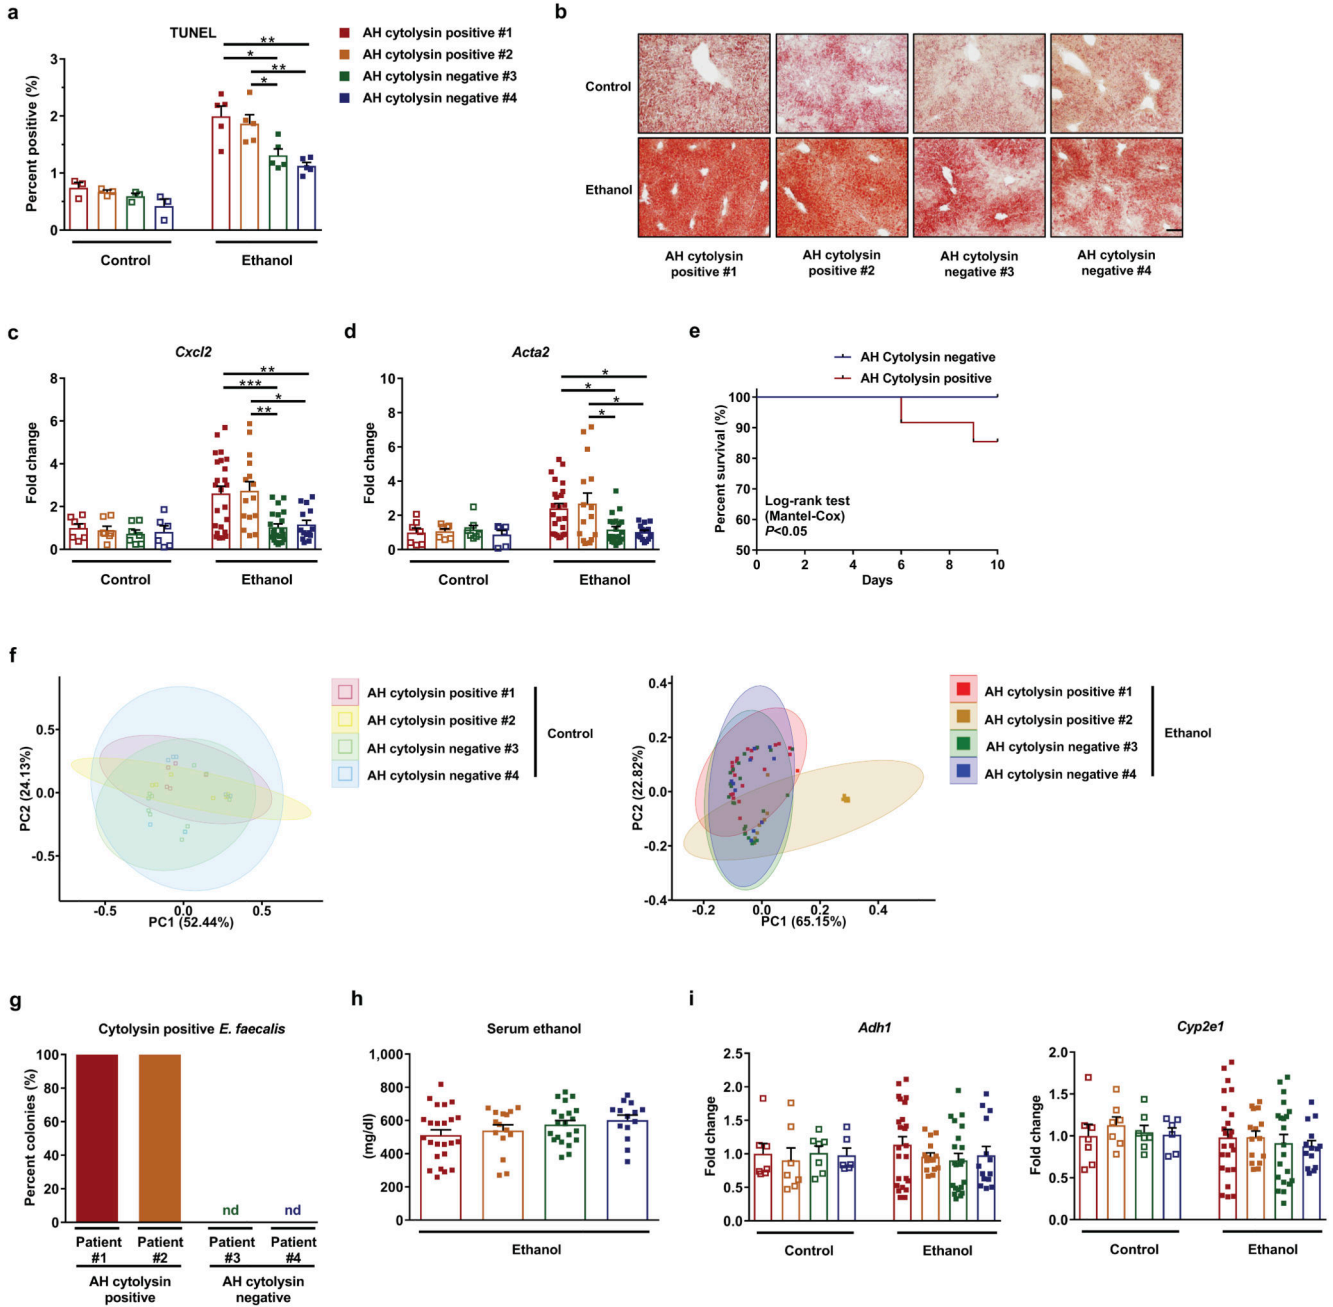 a
TUNEL
AH cytolysin positive #1
AH cytolysin positive #2
AH cytolysin negative #3
AH cytolysin negative #4
Percent positive (%)
3
2
1
0
**
*
**
*
Control
Ethanol
b
Control
Ethanol
AH cytolysin
positive #1
AH cytolysin
positive #2
AH cytolysin
negative #3
AH cytolysin
negative #4
c
Cxcl2
Fold change
8
6
4
2
0
**
***
*
**
Control
Ethanol
d
Acta2
Fold change
10
8
6
4
2
0
*
*
*
*
Control
Ethanol
e
AH Cytolysin negative
AH Cytolysin positive
Percent survival (%)
100
90
80
70
60
50
Log-rank test
(Mantel-Cox)
P<0.05
0 2 4 6 8 10
Days
f
PC2 (24.13%)
0.5
0.0
-0.5
-0.5 0.0 0.5
PC1 (52.44%)
AH cytolysin positive #1
AH cytolysin positive #2
AH cytolysin negative #3
AH cytolysin negative #4
Control
PC2 (22.82%)
0.4
0.2
0.0
-0.2
-0.4
-0.2 0.0 0.2 0.4
PC1 (65.15%)
AH cytolysin positive #1
AH cytolysin positive #2
AH cytolysin negative #3
AH cytolysin negative #4
Ethanol
g
Cytolysin positive E. faecalis
Percent colonies (%)
100
80
60
40
20
0
nd
nd
Patient
#1
Patient
#2
Patient
#3
Patient
#4
AH cytolysin
positive
AH cytolysin
negative
h
Serum ethanol
(mg/dl)
1,000
800
600
400
200
0
Ethanol
i
Adh1
Fold change
2.5
2.0
1.5
1.0
0.5
0.0
Control
Ethanol
Cyp2e1
Fold change
2.0
1.5
1.0
0.5
0.0
Control
Ethanol